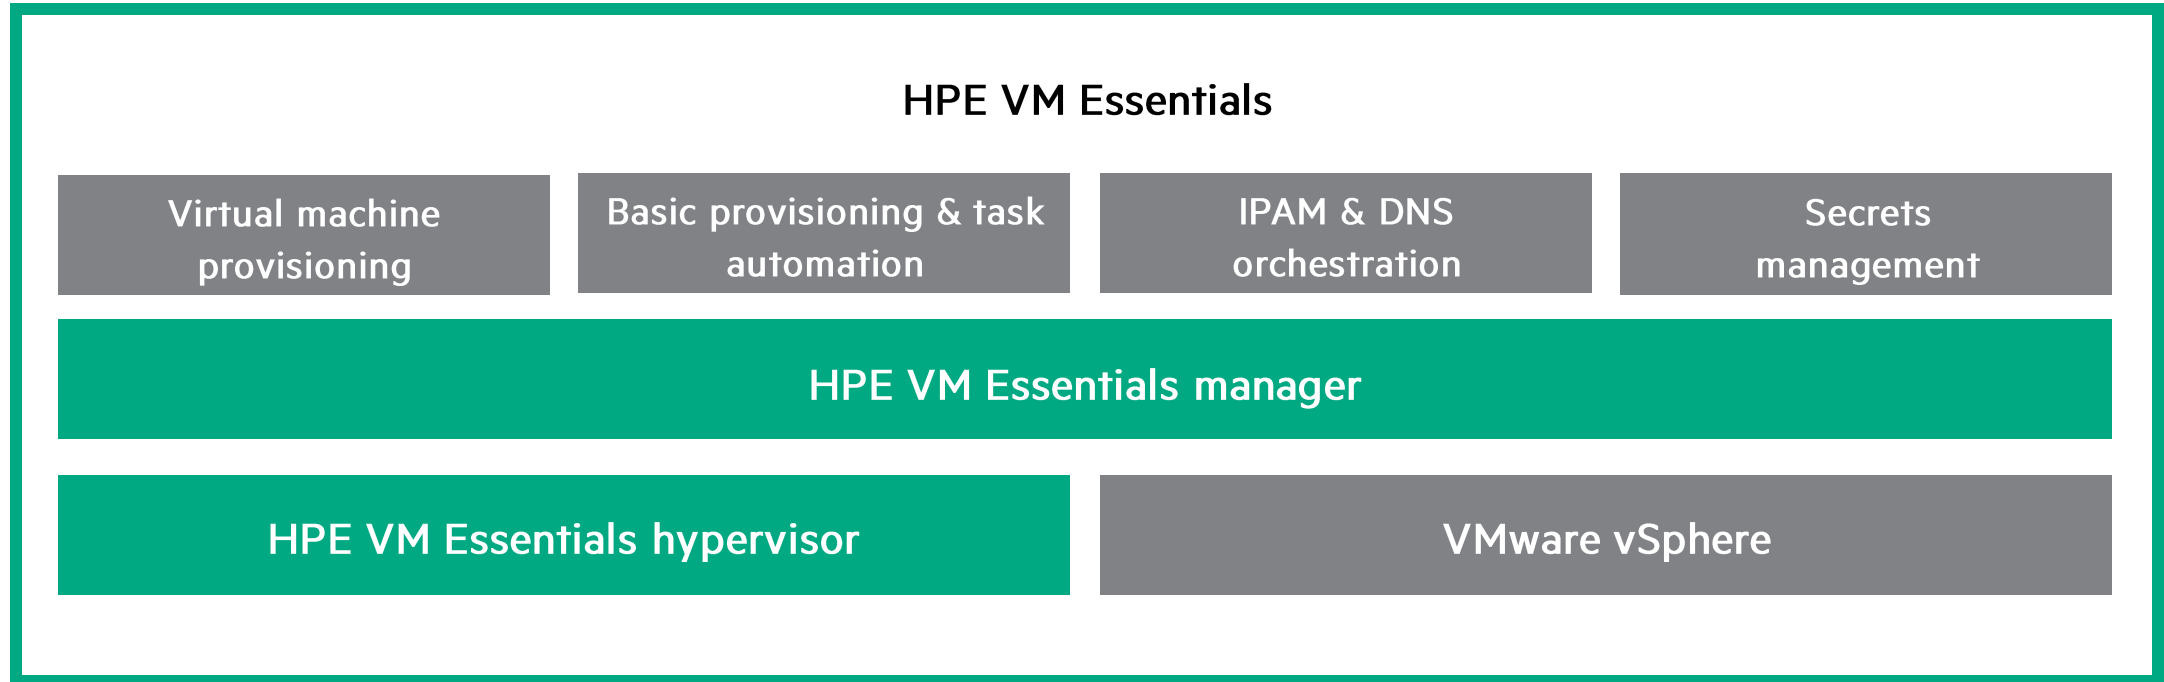 HPE VM Essentials
Virtual machine
provisioning
Basic provisioning & task
automation
IPAM & DNS
orchestration
Secrets
management
HPE VM Essentials manager
HPE VM Essentials hypervisor
VMware vSphere